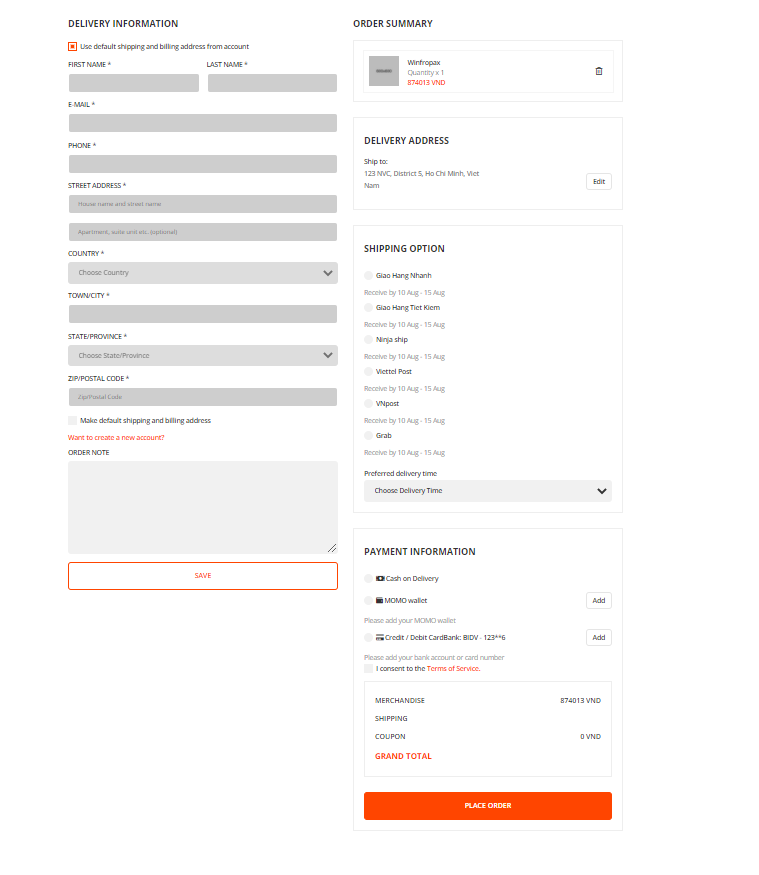 DELIVERY INFORMATION
Use default shipping and billing address from account
FIRST NAME *
LAST NAME *
E-MAIL *
PHONE *
STREET ADDRESS *
House name and street name
Apartment, suite unit etc. (optional)
COUNTRY *
Choose Country
TOWN/CITY *
STATE/PROVINCE *
Choose State/Province
ZIP/POSTAL CODE *
Zip/Postal Code
Make default shipping and billing address
Want to create a new account?
ORDER NOTE
SAVE
ORDER SUMMARY
Winfropax
Quantity x 1
874013 VND
DELIVERY ADDRESS
Ship to:
123 NVC, District 5, Ho Chi Minh, Viet
Nam
Edit
SHIPPING OPTION
Giao Hang Nhanh
Receive by 10 Aug - 15 Aug
Giao Hang Tiet Kiem
Receive by 10 Aug - 15 Aug
Ninja ship
Receive by 10 Aug - 15 Aug
Viettel Post
Receive by 10 Aug - 15 Aug
VNpost
Receive by 10 Aug - 15 Aug
Grab
Receive by 10 Aug - 15 Aug
Preferred delivery time
Choose Delivery Time
PAYMENT INFORMATION
Cash on Delivery
MOMO wallet
Add
Please add your MOMO wallet
Credit / Debit CardBank: BIDV - 123**6
Add
Please add your bank account or card number
I consent to the Terms of Service.
MERCHANDISE 874013 VND
SHIPPING
COUPON 0 VND
GRAND TOTAL
PLACE ORDER